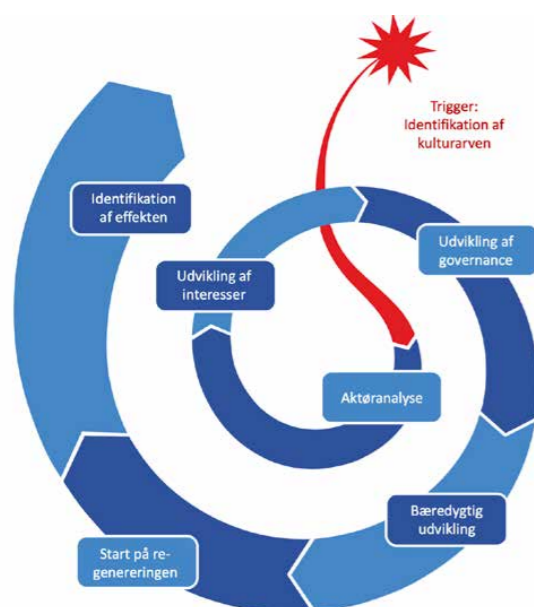 Trigger:
Identifikation af
kulturarven
Identifikation
af effekten
Udvikling af
governance
Udvikling af
interesser
Aktøranalyse
Bæredygtig
udvikling
Start på re-
genereringen